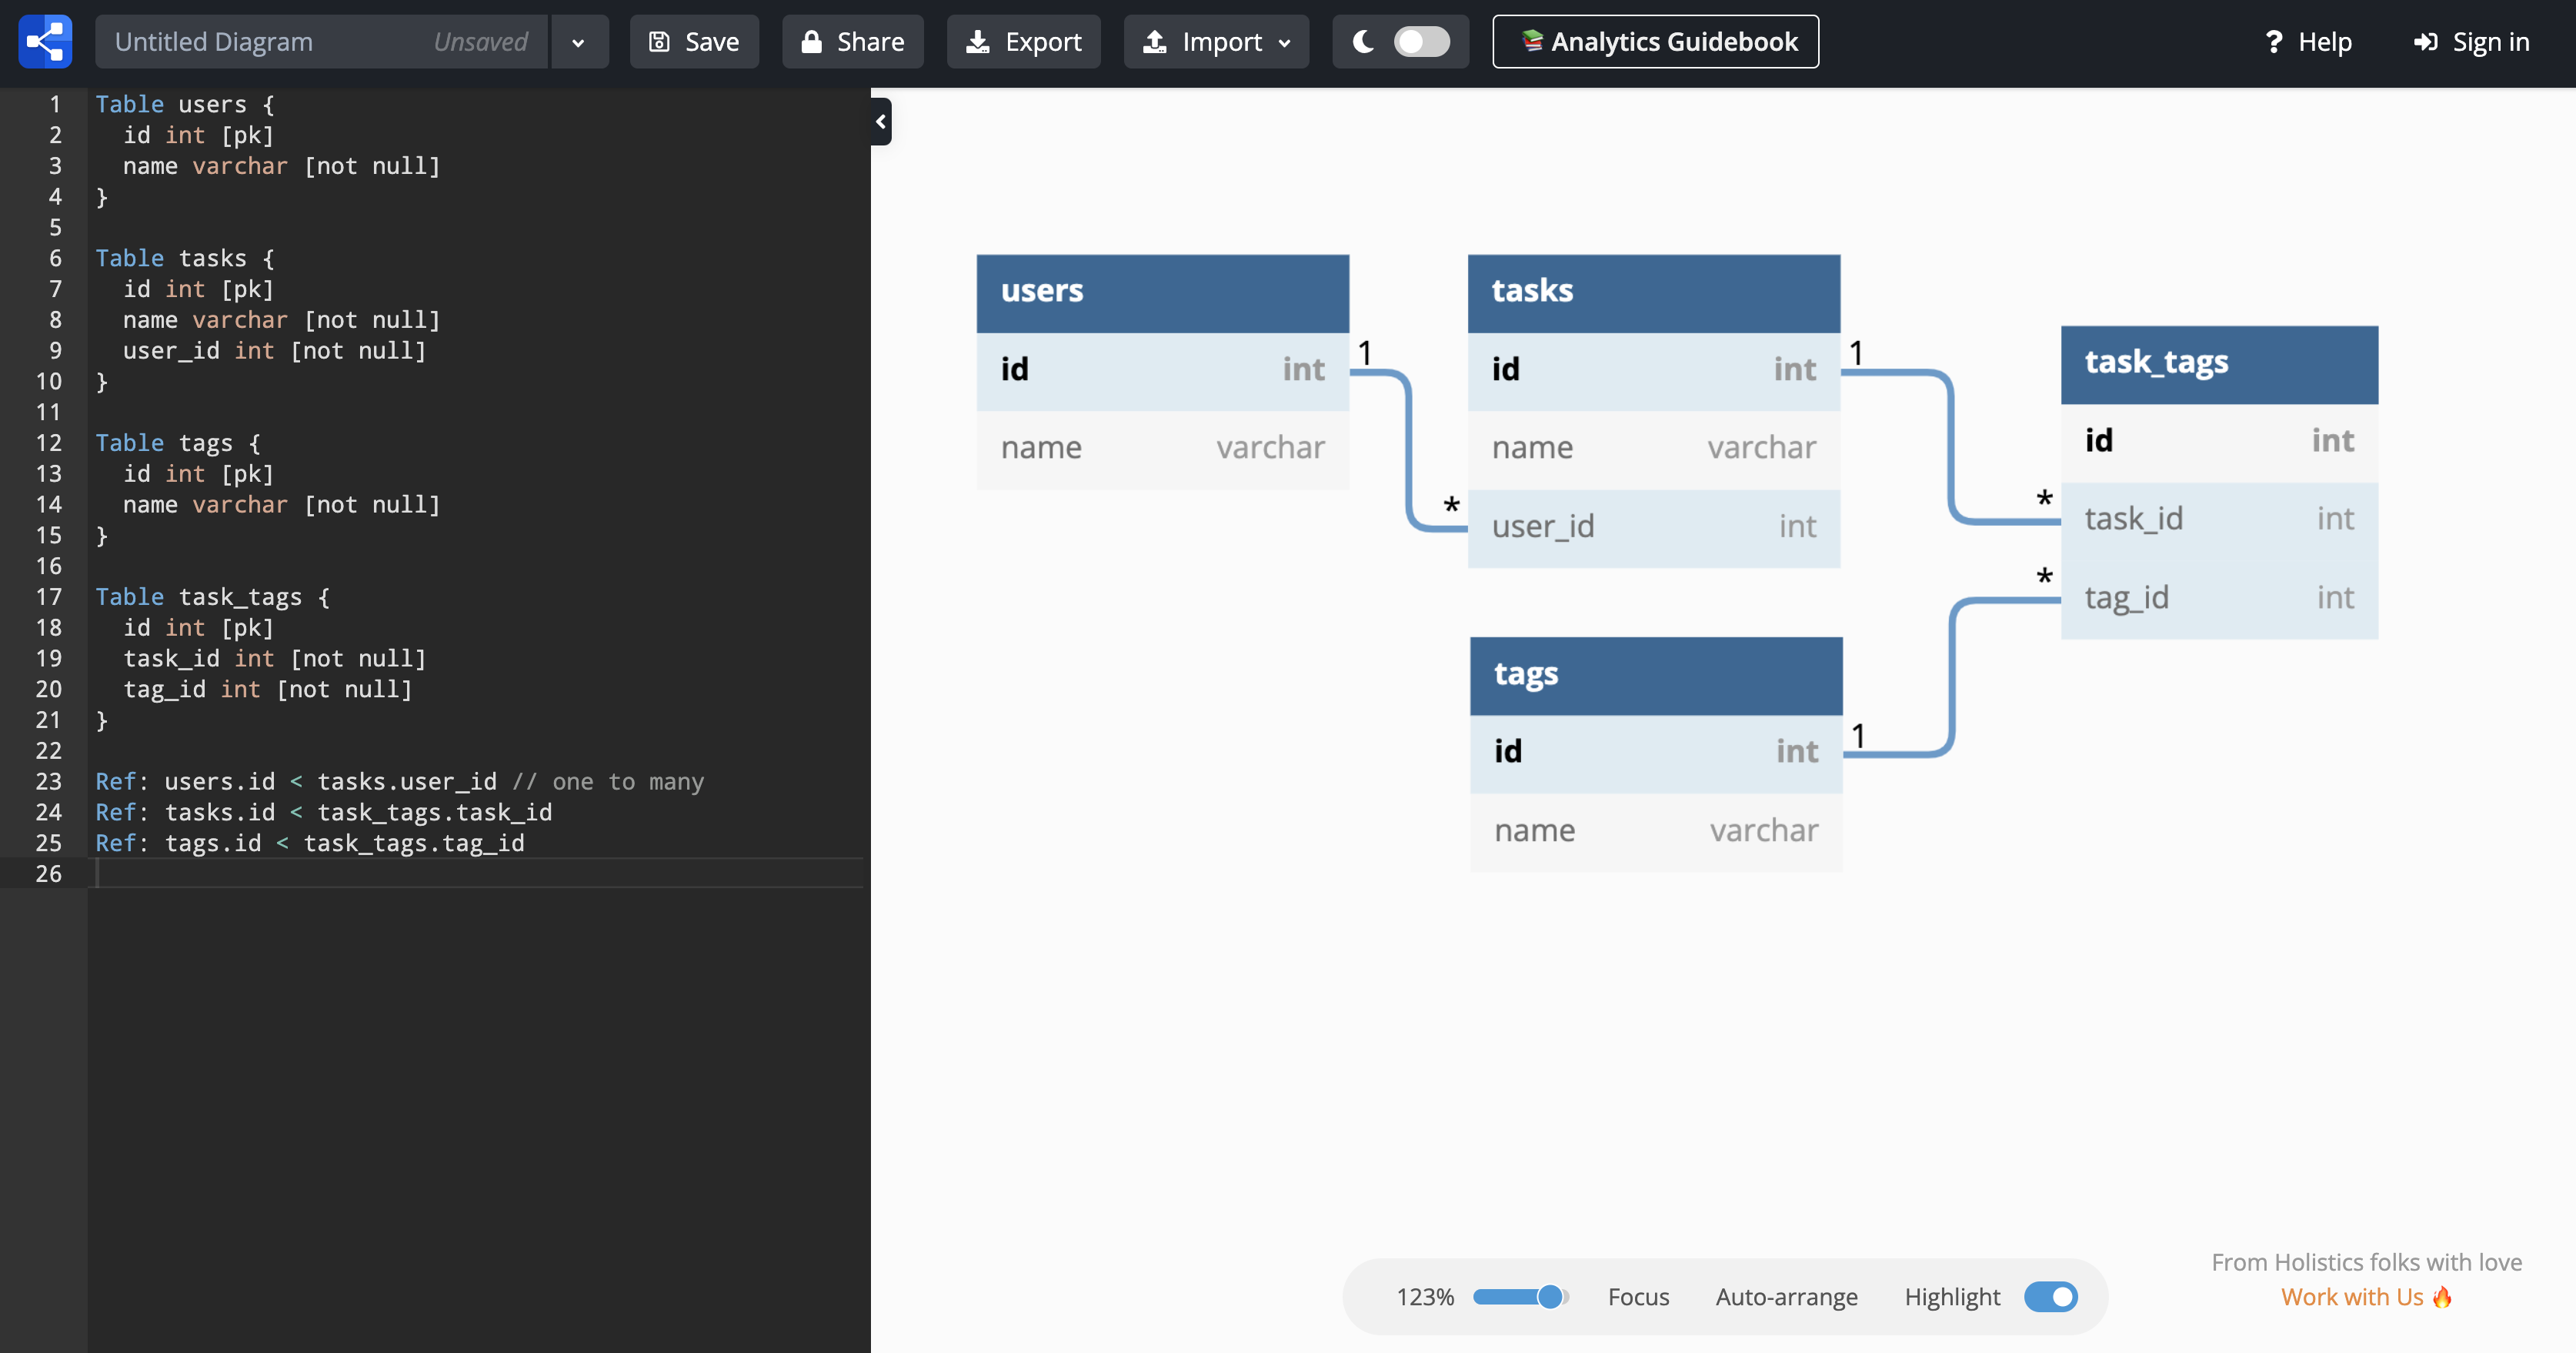 Untitled Diagram Unsaved Save Share Export Import 📚 Analytics Guidebook ? Help Sign in
1 Table users {
2   id int [pk]
3   name varchar [not null]
4 }
5
6 Table tasks {
7   id int [pk]
8   name varchar [not null]
9   user_id int [not null]
10 }
11
12 Table tags {
13   id int [pk]
14   name varchar [not null]
15 }
16
17 Table task_tags {
18   id int [pk]
19   task_id int [not null]
20   tag_id int [not null]
21 }
22
23 Ref: users.id < tasks.user_id // one to many
24 Ref: tasks.id < task_tags.task_id
25 Ref: tags.id < task_tags.tag_id
26
users
id int 1
name varchar
tasks
id int 1
name varchar
* user_id int
task_tags
id int
* task_id int
* tag_id int
tags
id int 1
name varchar
123% Focus Auto-arrange Highlight
From Holistics folks with love
Work with Us 🔥